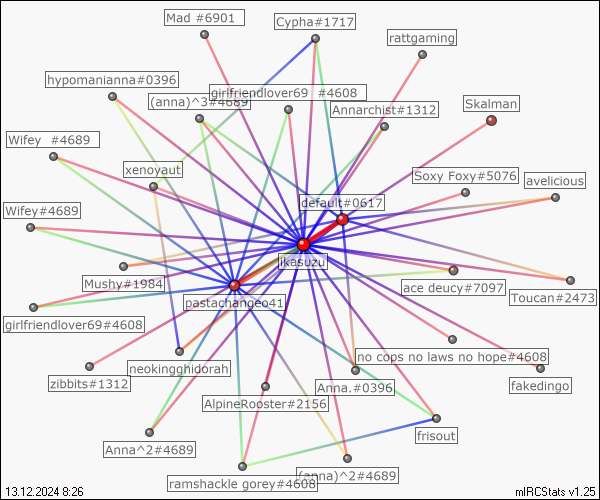 Mad #6901
Cypha#1717
rattgaming
hypomanianna#0396
girlfriendlover69 #4608
(anna)^3#4689
Annarchist#1312
Skalman
Wifey #4689
xenoyaut
Soxy Foxy#5076
avelicious
default#0617
Wifey#4689
jikasuzu
Mushy#1984
ace deucy#7097
Toucan#2473
pastachangeo41
girlfriendlover69#4608
no cops no laws no hope#4608
neokingghidorah
zibbits#1312
Anna.#0396
fakedingo
AlpineRooster#2156
frisout
Anna^2#4689
(anna)^2#4689
ramshackle gorey#4608
13.12.2024 8:26
mIRCStats v1.25